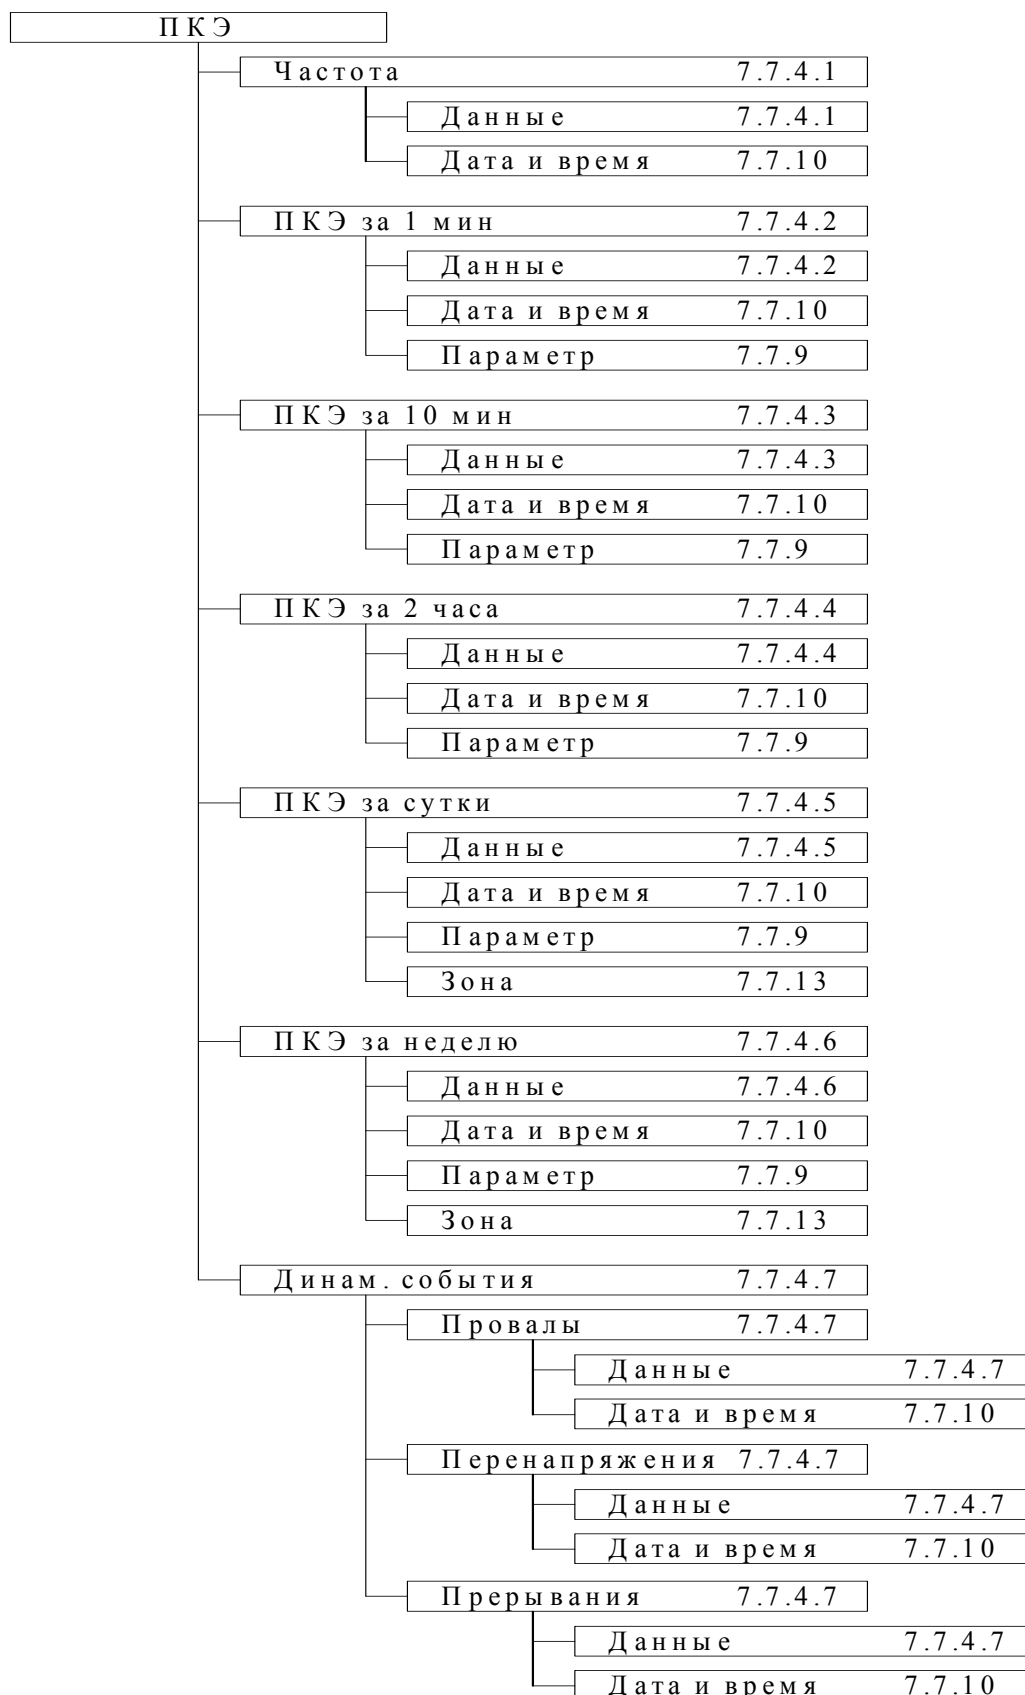 ПКЭ
Частота 7.7.4.1
Данные 7.7.4.1
Дата и время 7.7.10
ПКЭ за 1 мин 7.7.4.2
Данные 7.7.4.2
Дата и время 7.7.10
Параметр 7.7.9
ПКЭ за 10 мин 7.7.4.3
Данные 7.7.4.3
Дата и время 7.7.10
Параметр 7.7.9
ПКЭ за 2 часа 7.7.4.4
Данные 7.7.4.4
Дата и время 7.7.10
Параметр 7.7.9
ПКЭ за сутки 7.7.4.5
Данные 7.7.4.5
Дата и время 7.7.10
Параметр 7.7.9
Зона 7.7.13
ПКЭ за неделю 7.7.4.6
Данные 7.7.4.6
Дата и время 7.7.10
Параметр 7.7.9
Зона 7.7.13
Динам. события 7.7.4.7
Провалы 7.7.4.7
Данные 7.7.4.7
Дата и время 7.7.10
Перенапряжения 7.7.4.7
Данные 7.7.4.7
Дата и время 7.7.10
Прерывания 7.7.4.7
Данные 7.7.4.7
Дата и время 7.7.10